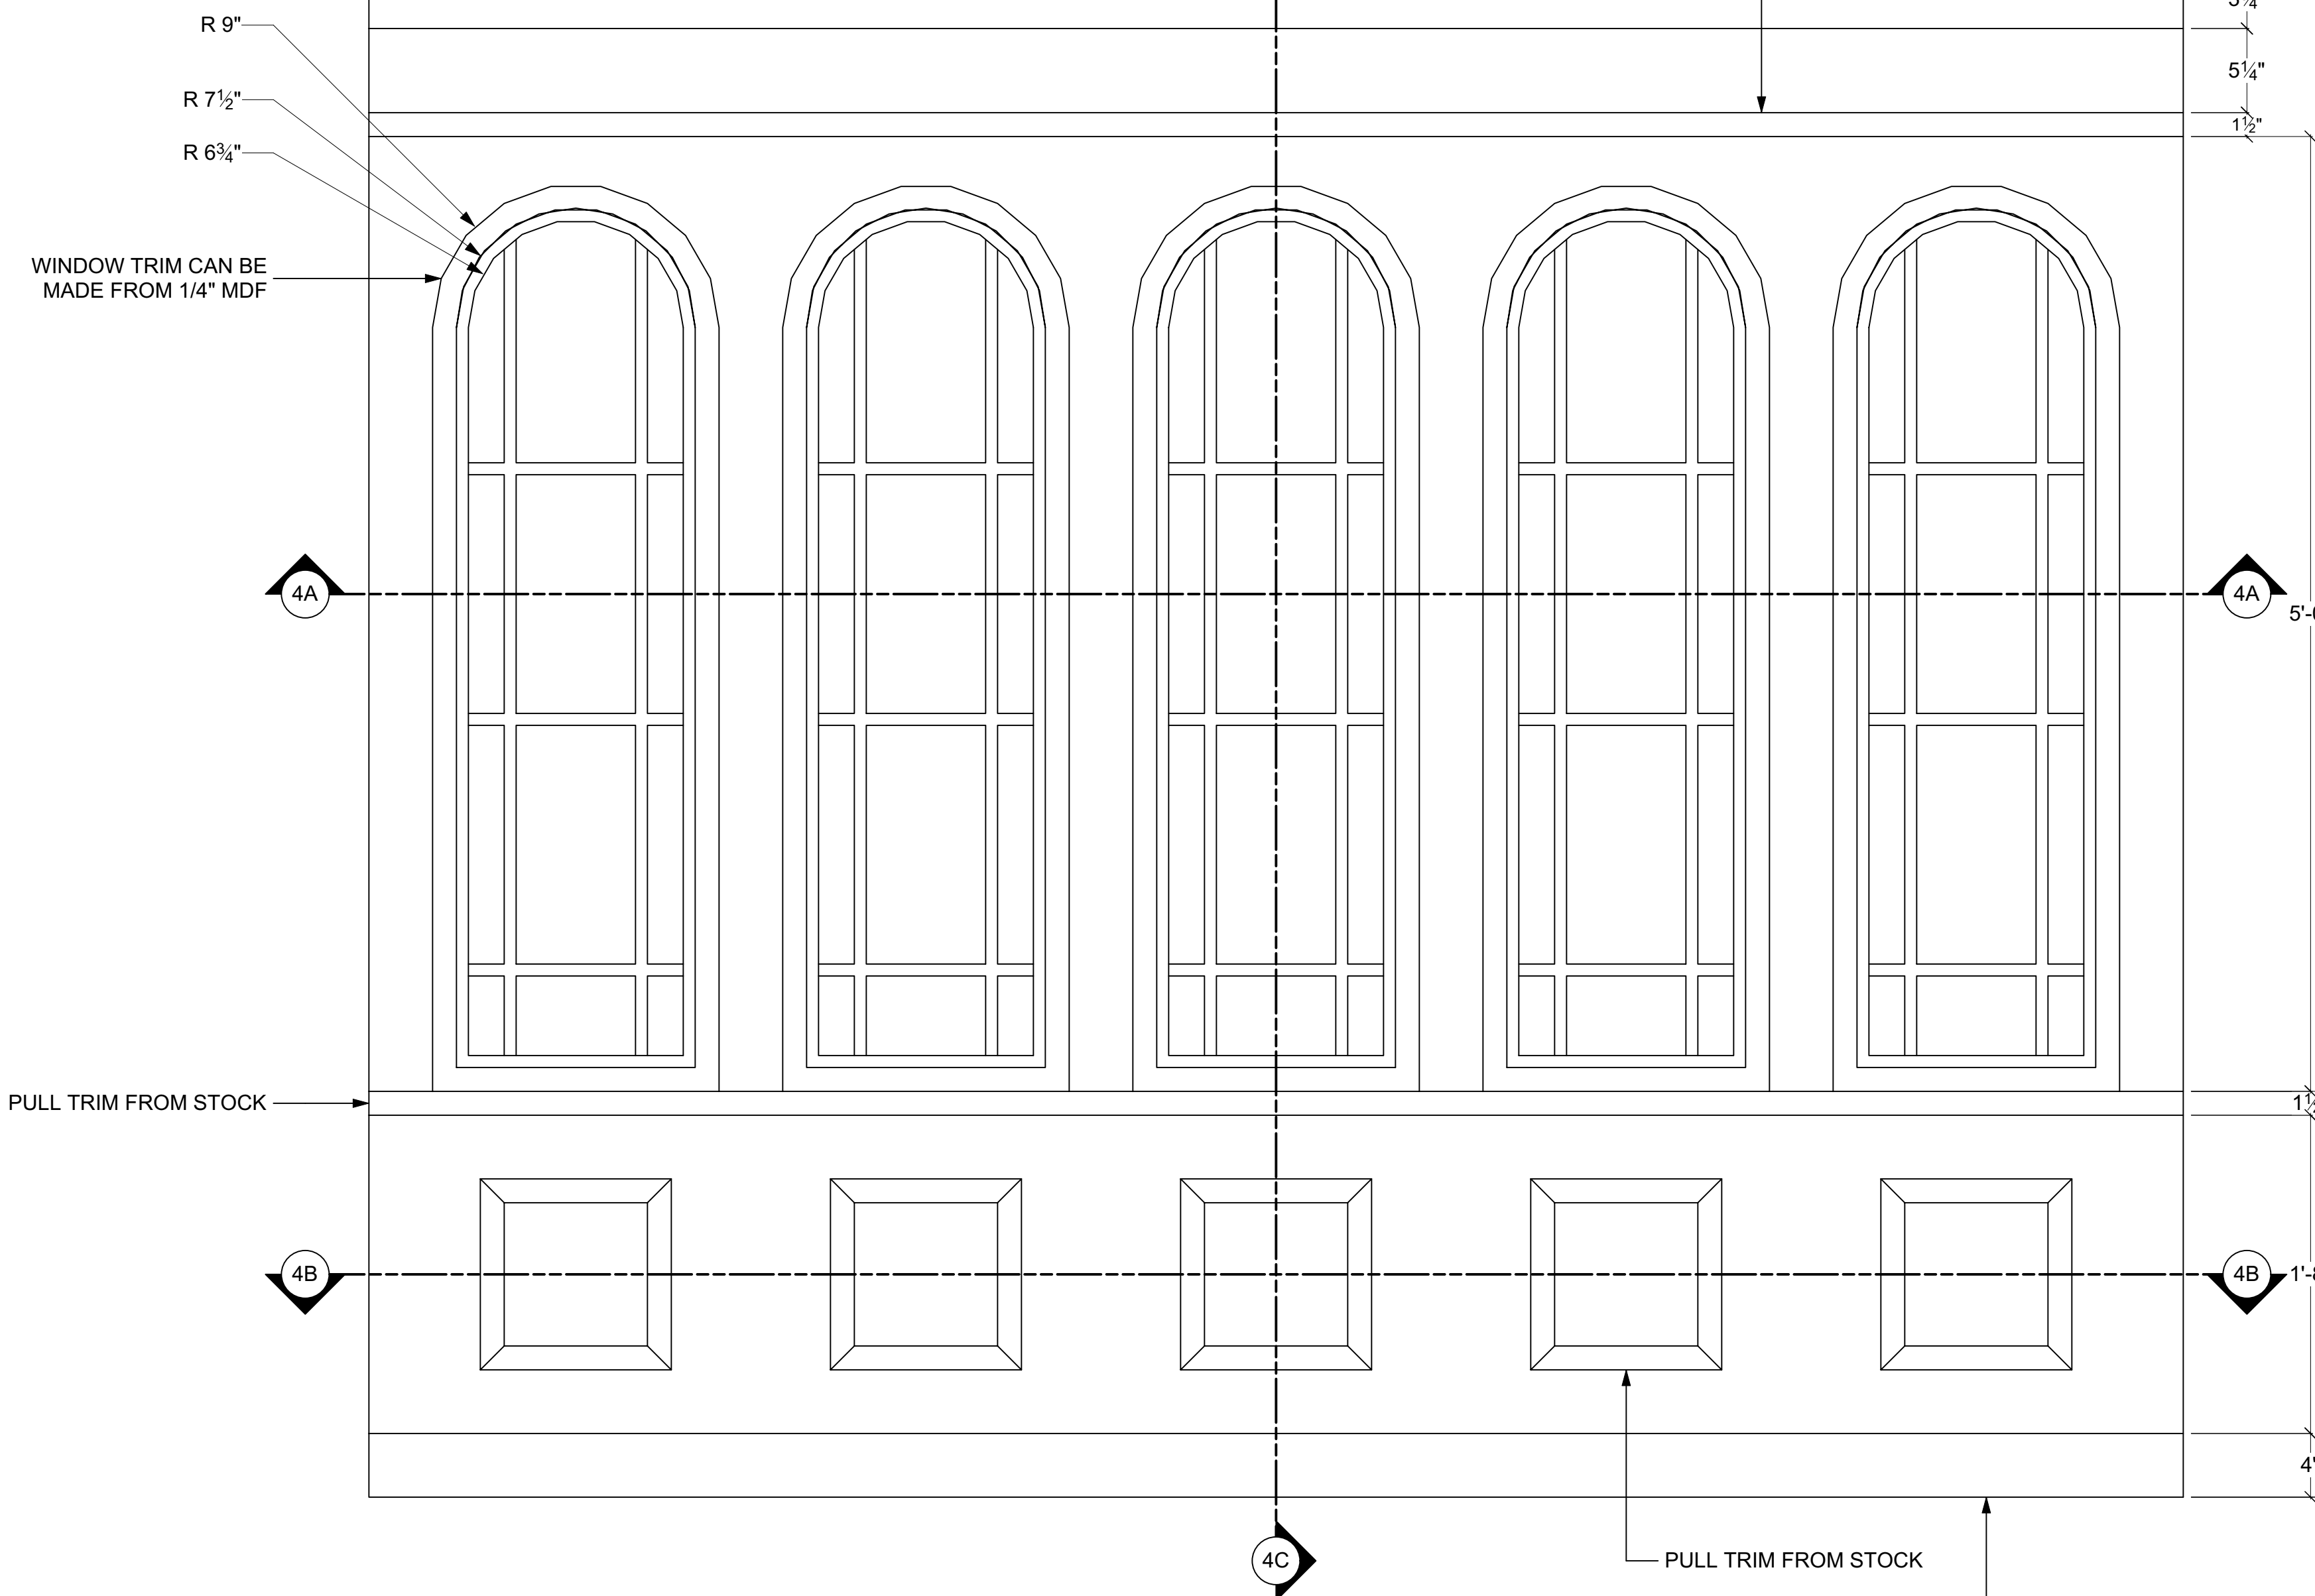 R 9"
5¼"
R 7½"
1½"
R 6¾"
WINDOW TRIM CAN BE
MADE FROM 1/4" MDF
4A
4A
PULL TRIM FROM STOCK
4B
4B
4C
PULL TRIM FROM STOCK